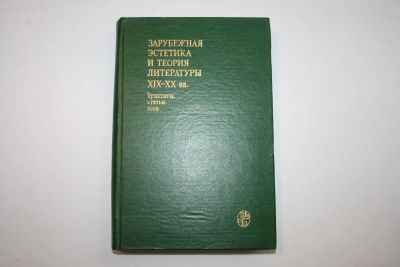 ЗАРУБЕЖНАЯ
ЭСТЕТИКА
И ТЕОРИЯ
ЛИТЕРАТУРЫ
XIX–XX вв.
Трактаты,
статьи,
эссе